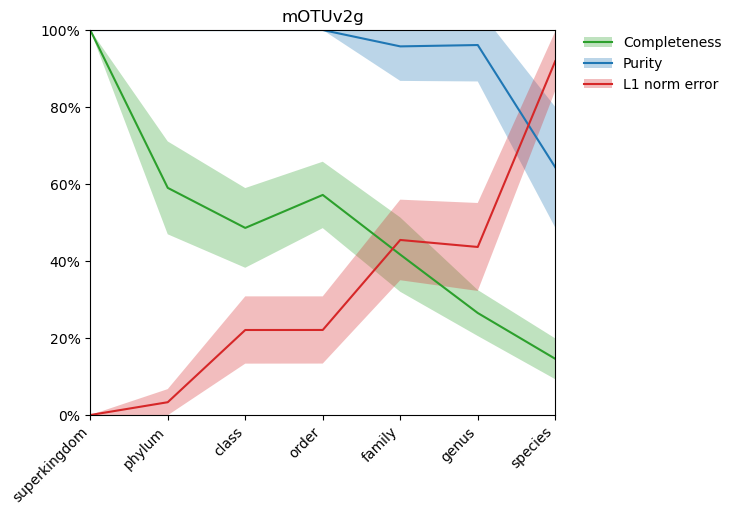 mOTUv2g
100%
80%
60%
40%
20%
0%
superkingdom
phylum
class
order
family
genus
species
Completeness
Purity
L1 norm error